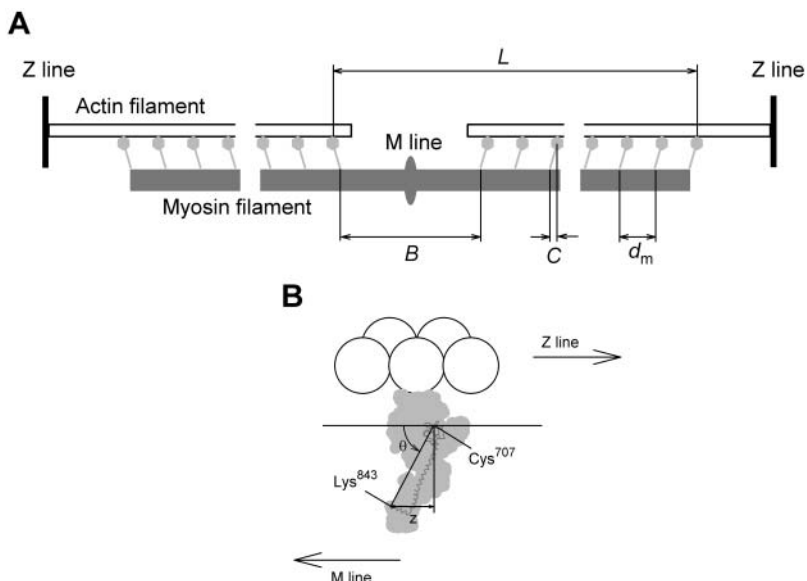 A
Z line
L
Z line
Actin filament
M line
Myosin filament
B
C
dm
B
Z line
θ
Cys707
Lys843
z
M line